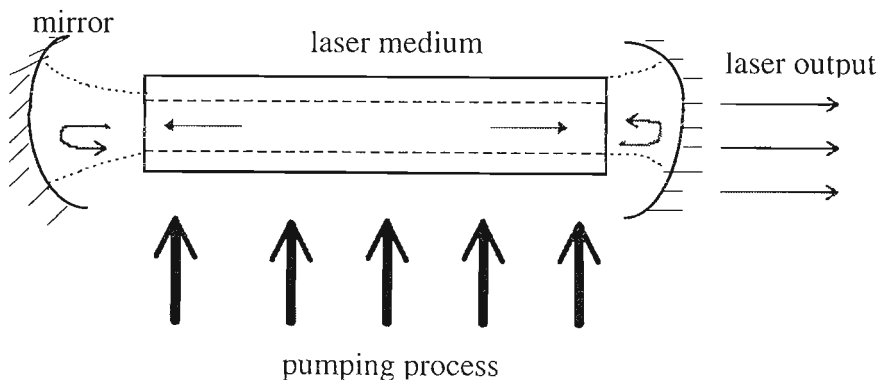 mirror
laser medium
laser output
pumping process